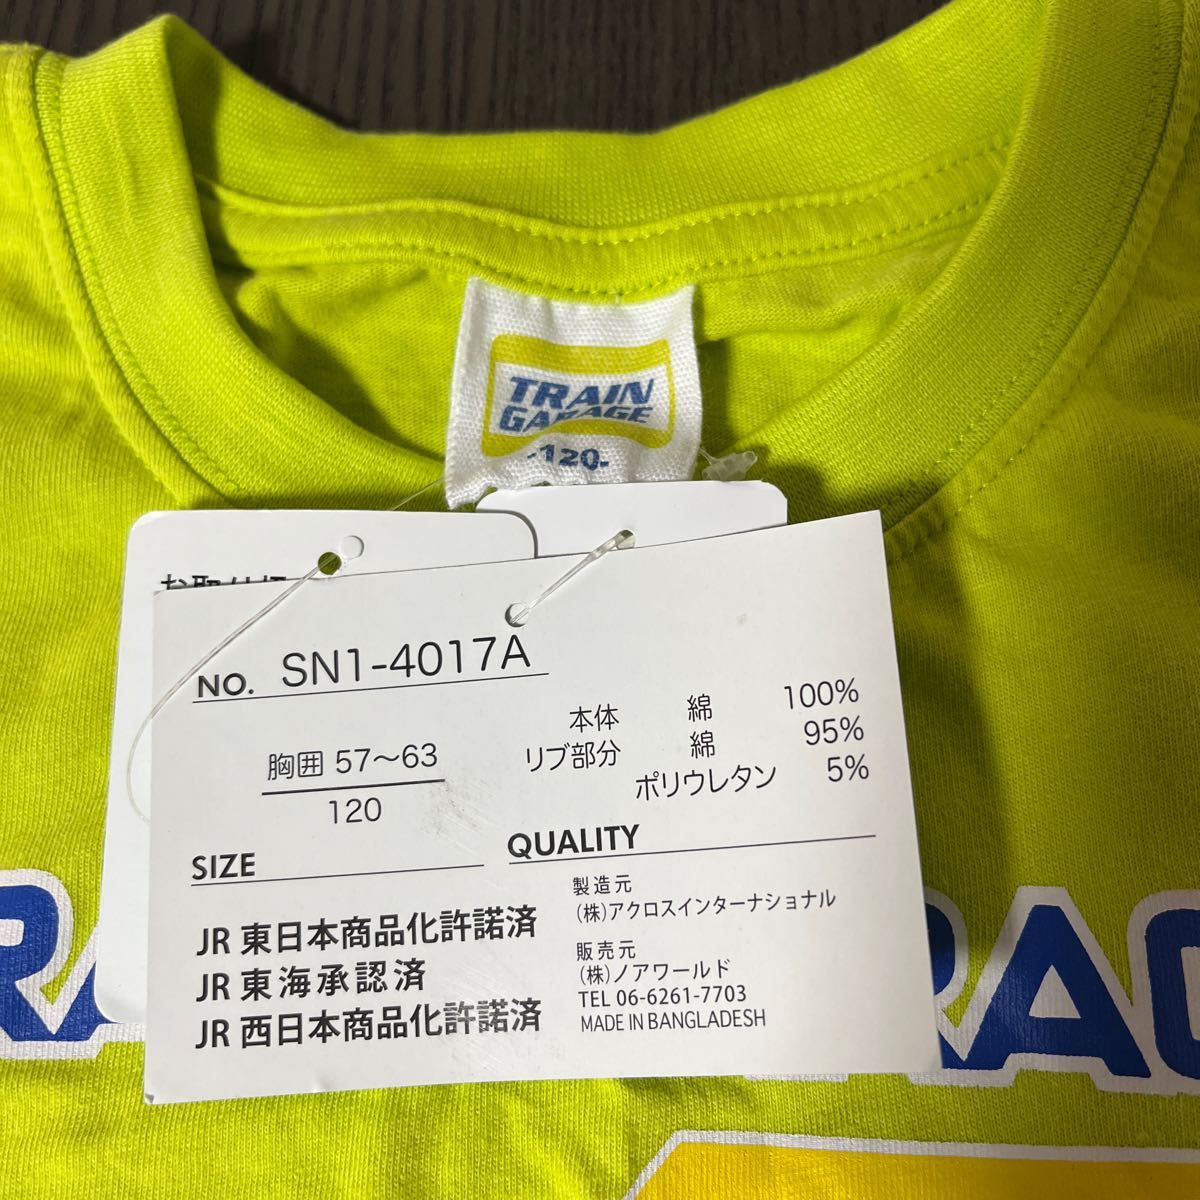 TRAIN
GARAGE
-120-
NO. SN1-4017A
胸囲 57〜63
120
SIZE
本体 綿 100%
リブ部分 綿 95%
ポリウレタン 5%
QUALITY
JR 東日本商品化許諾済
JR 東海承認済
JR 西日本商品化許諾済
製造元
(株)アクロスインターナショナル
販売元
(株)ノアワールド
TEL 06-6261-7703
MADE IN BANGLADESH
RA
RAG